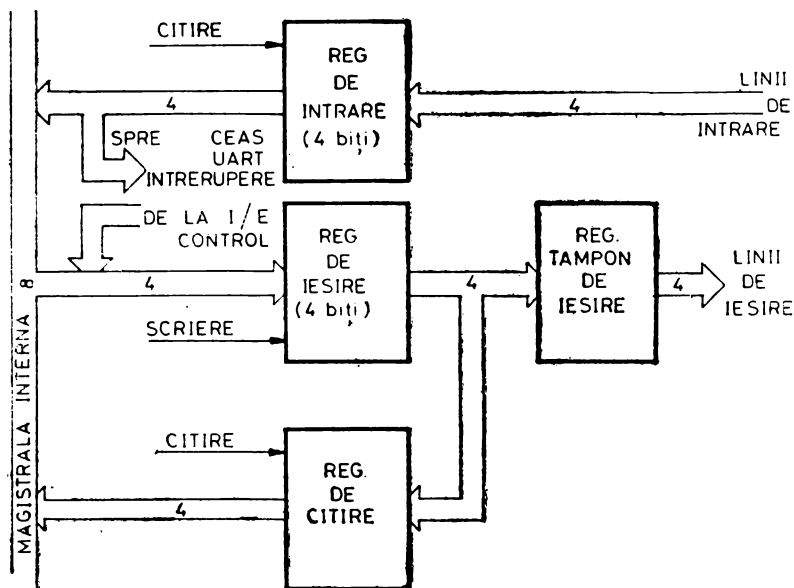 CITIRE
REG
DE
INTRARE
(4 biți)
4
4
LINII
DE
INTRARE
SPRE
CEAS
UART
INTRERUPERE
DE LA I/E
CONTROL
REG
DE
IESIRE
(4 biți)
4
SCRIERE
4
REG.
TAMPON
DE
IESIRE
4
LINII
DE
IESIRE
MAGISTRALA INTERNA 8
CITIRE
REG.
DE
CITIRE
4